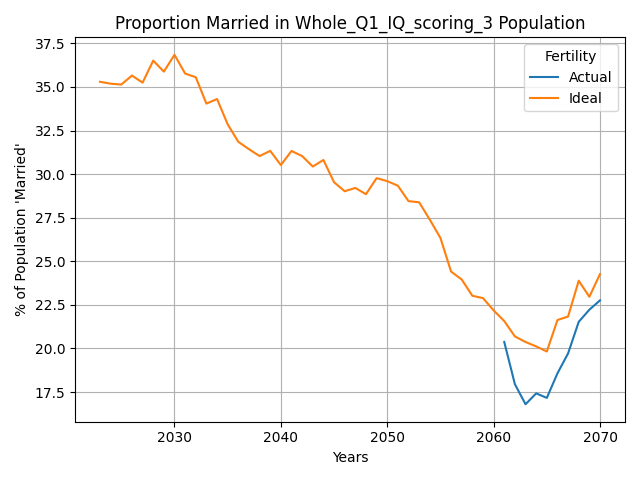 Proportion Married in Whole_Q1_IQ_scoring_3 Population
Fertility
Actual
Ideal
% of Population 'Married'
37.5
35.0
32.5
30.0
27.5
25.0
22.5
20.0
17.5
2030
2040
2050
2060
2070
Years